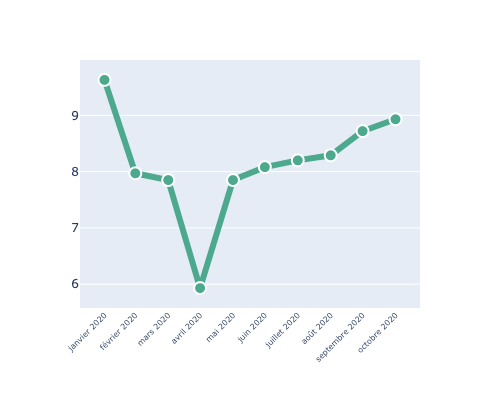 9
8
7
6
janvier 2020
février 2020
mars 2020
avril 2020
mai 2020
juin 2020
juillet 2020
août 2020
septembre 2020
octobre 2020